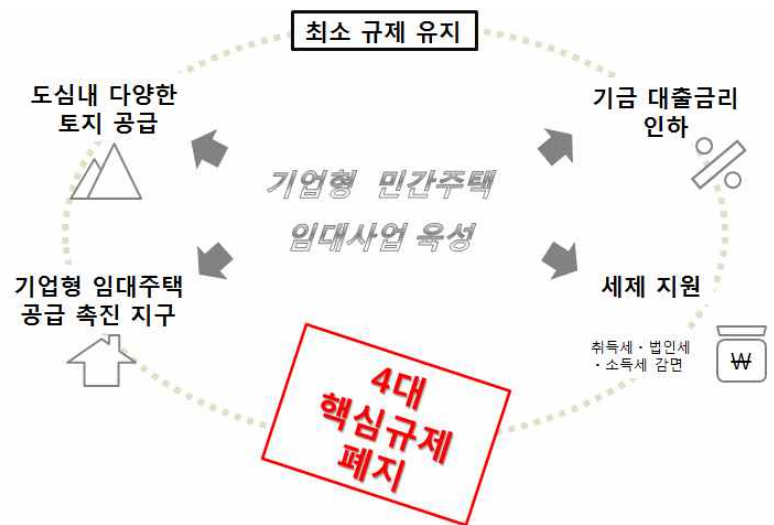 최소 규제 유지
도심내 다양한
토지 공급
기금 대출금리
인하
%
기업형 민간주택
임대사업 육성
기업형 임대주택
공급 촉진 지구
세제 지원
취득세・법인세
・소득세 감면
₩
4대
핵심규제
폐지